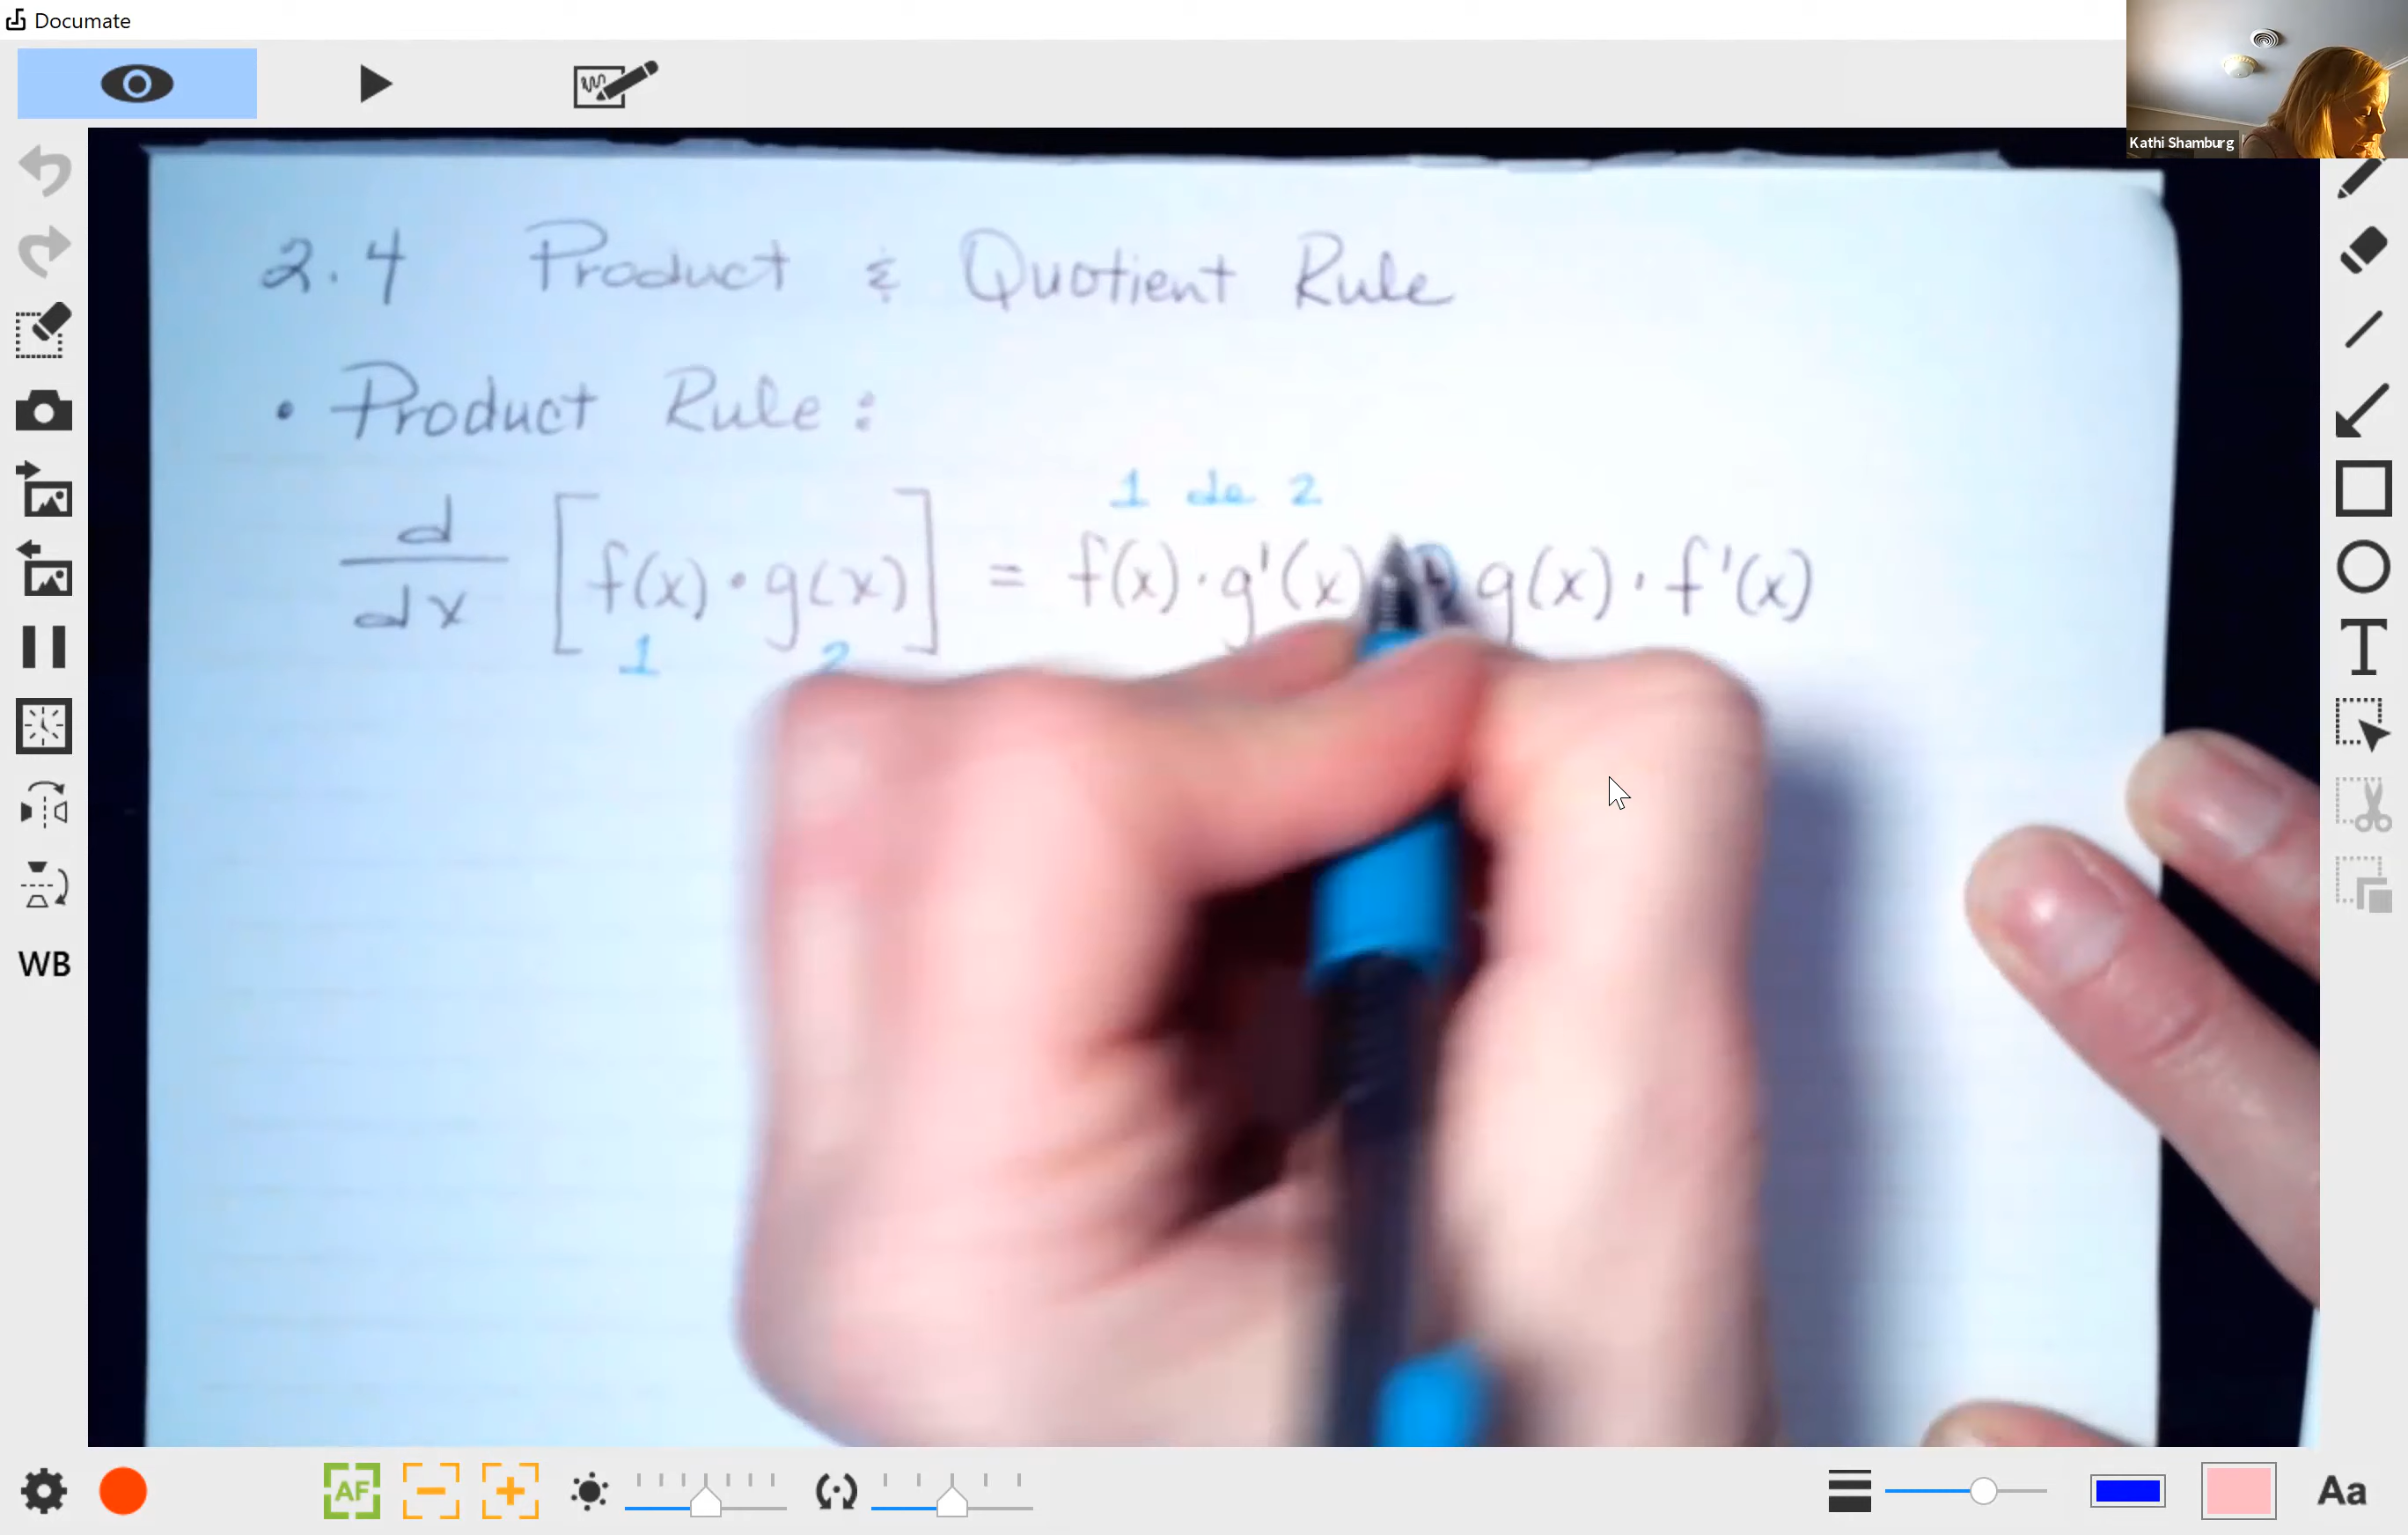 Documate
Kathi Shamburg
2.4 Product & Quotient Rule
• Product Rule:
1 de 2
d/dx [f(x)·g(x)] = f(x)·g'(x) + g(x)·f'(x)
1 2
T
WB
AF
Aa